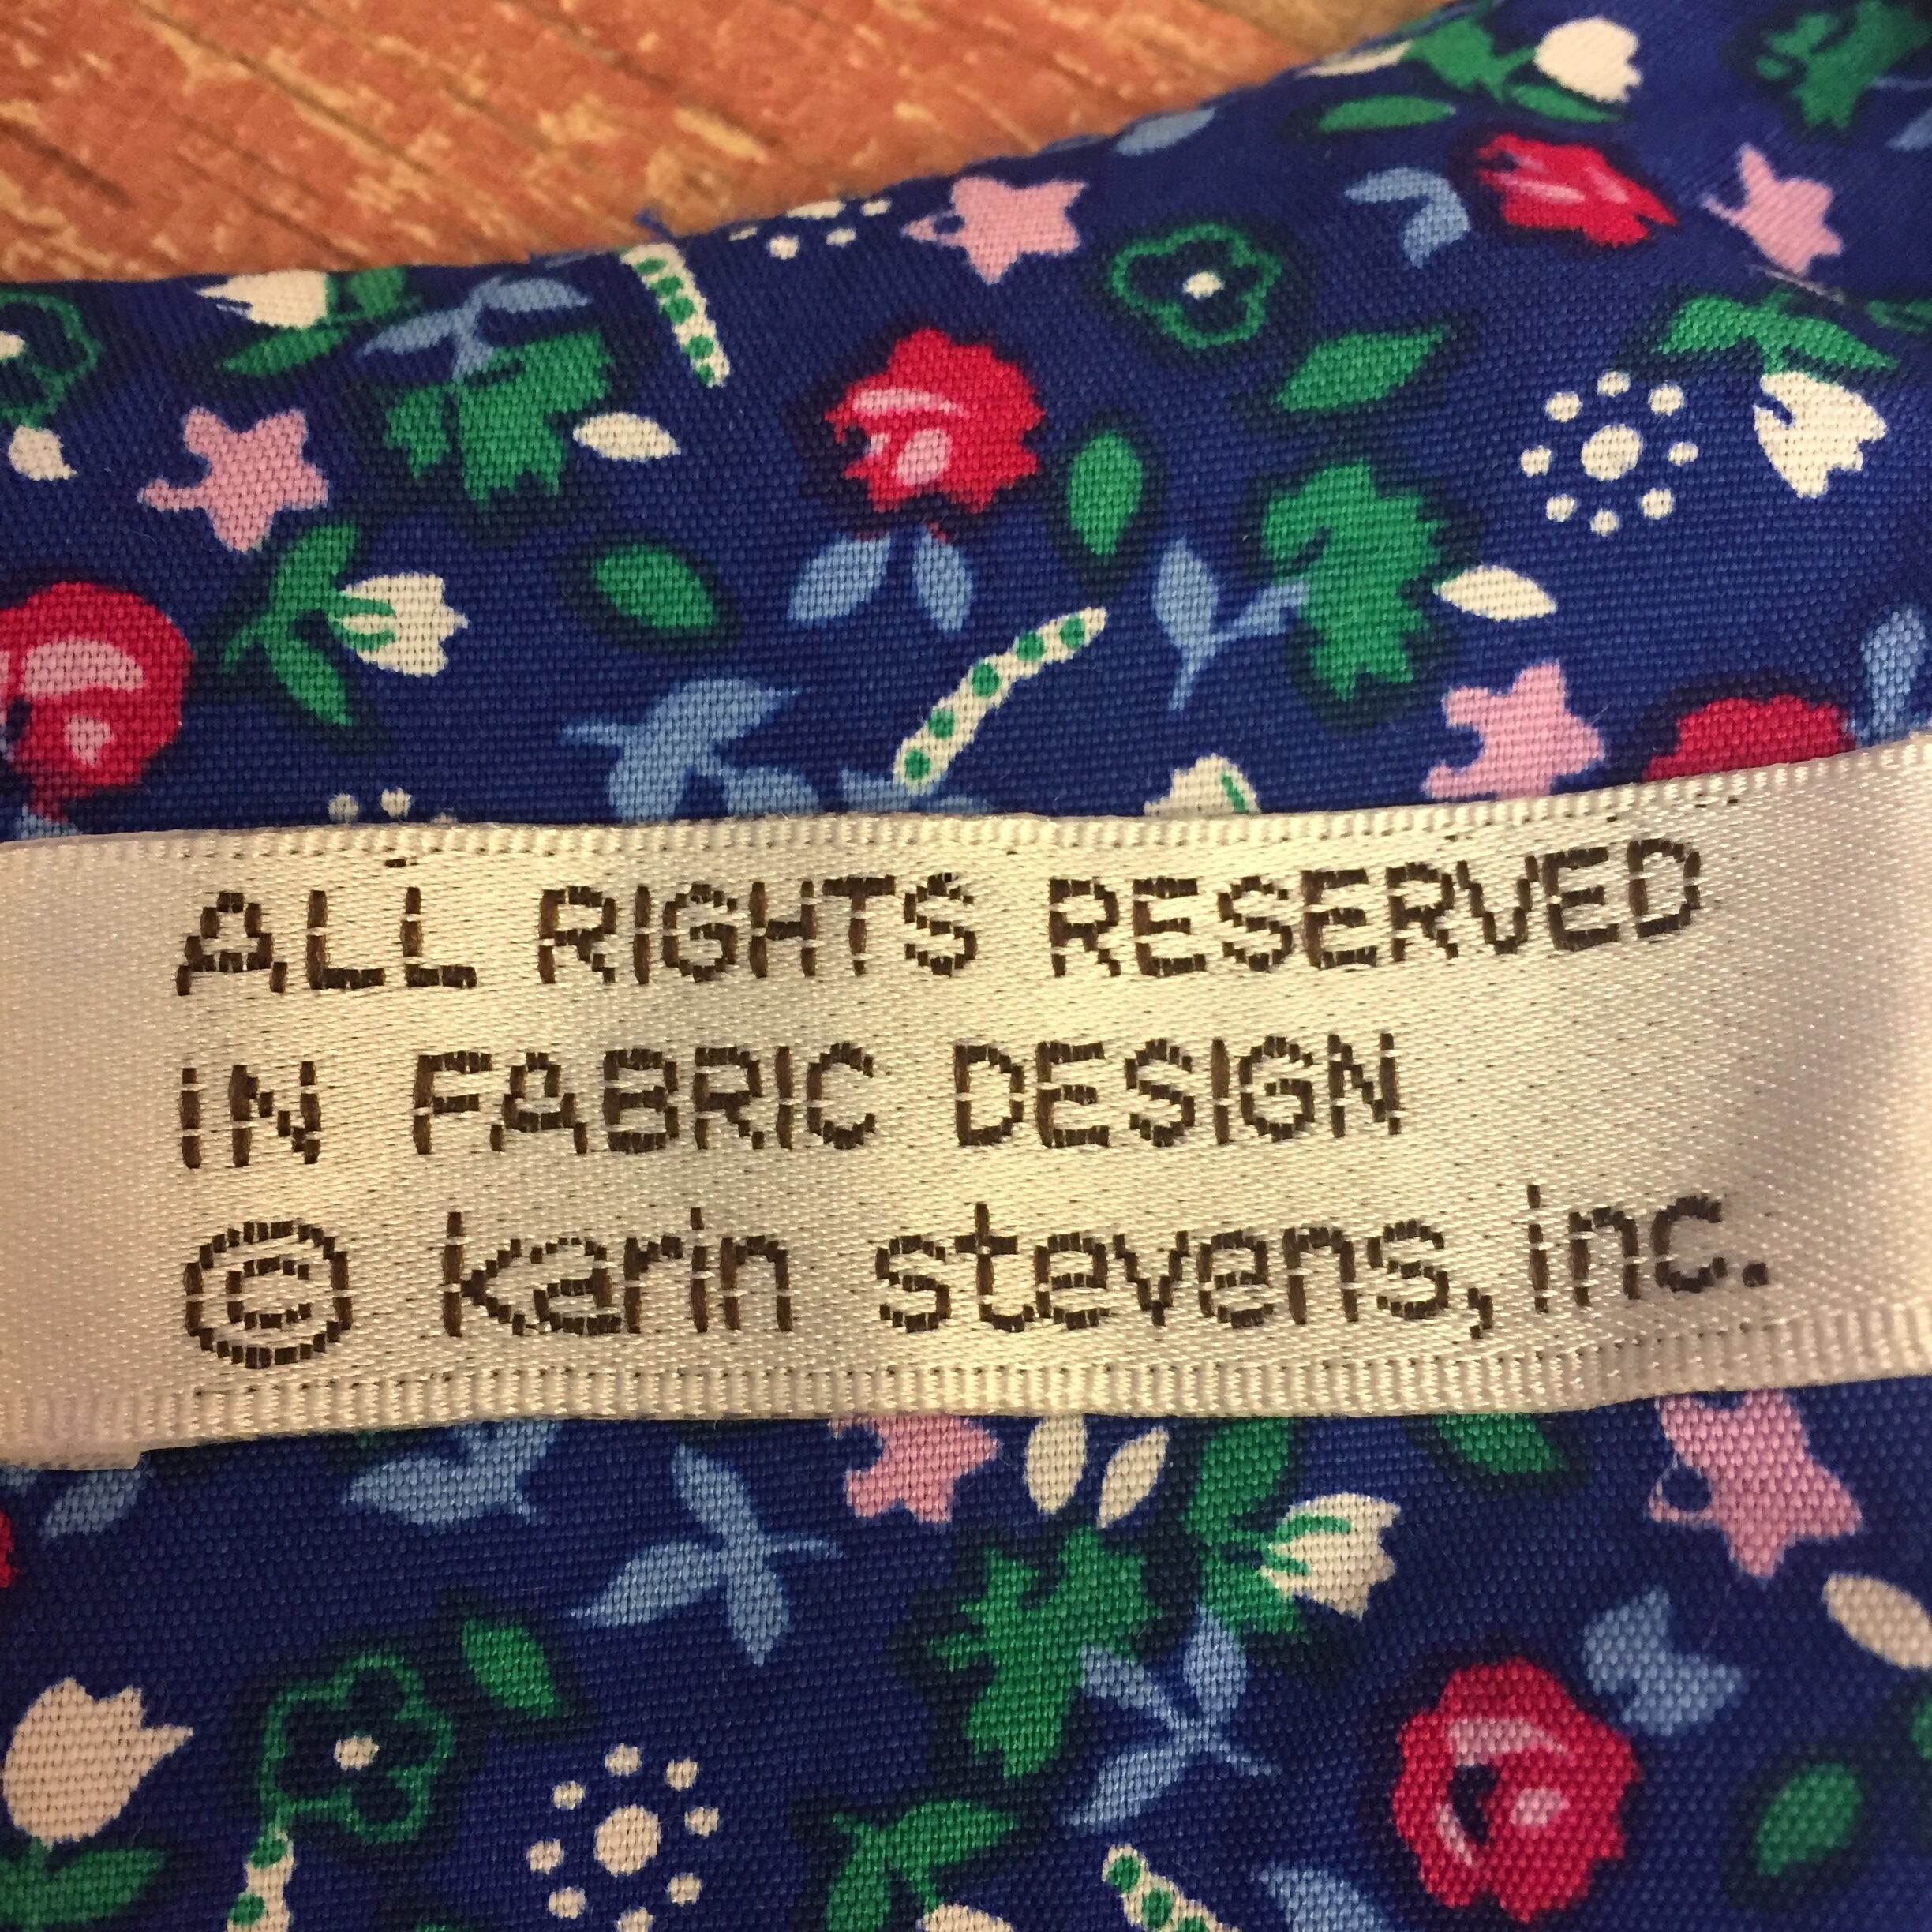 ALL RIGHTS RESERVED
IN FABRIC DESIGN
© karin stevens, inc.